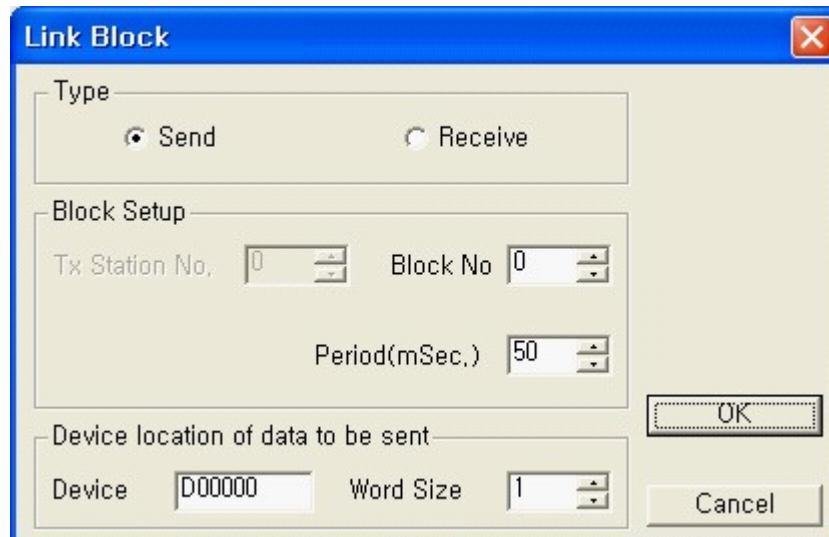 Link Block
Type
Send Receive
Block Setup
Tx Station No, 0 Block No 0
Period(mSec,) 50
OK
Device location of data to be sent
Device D00000 Word Size 1
Cancel